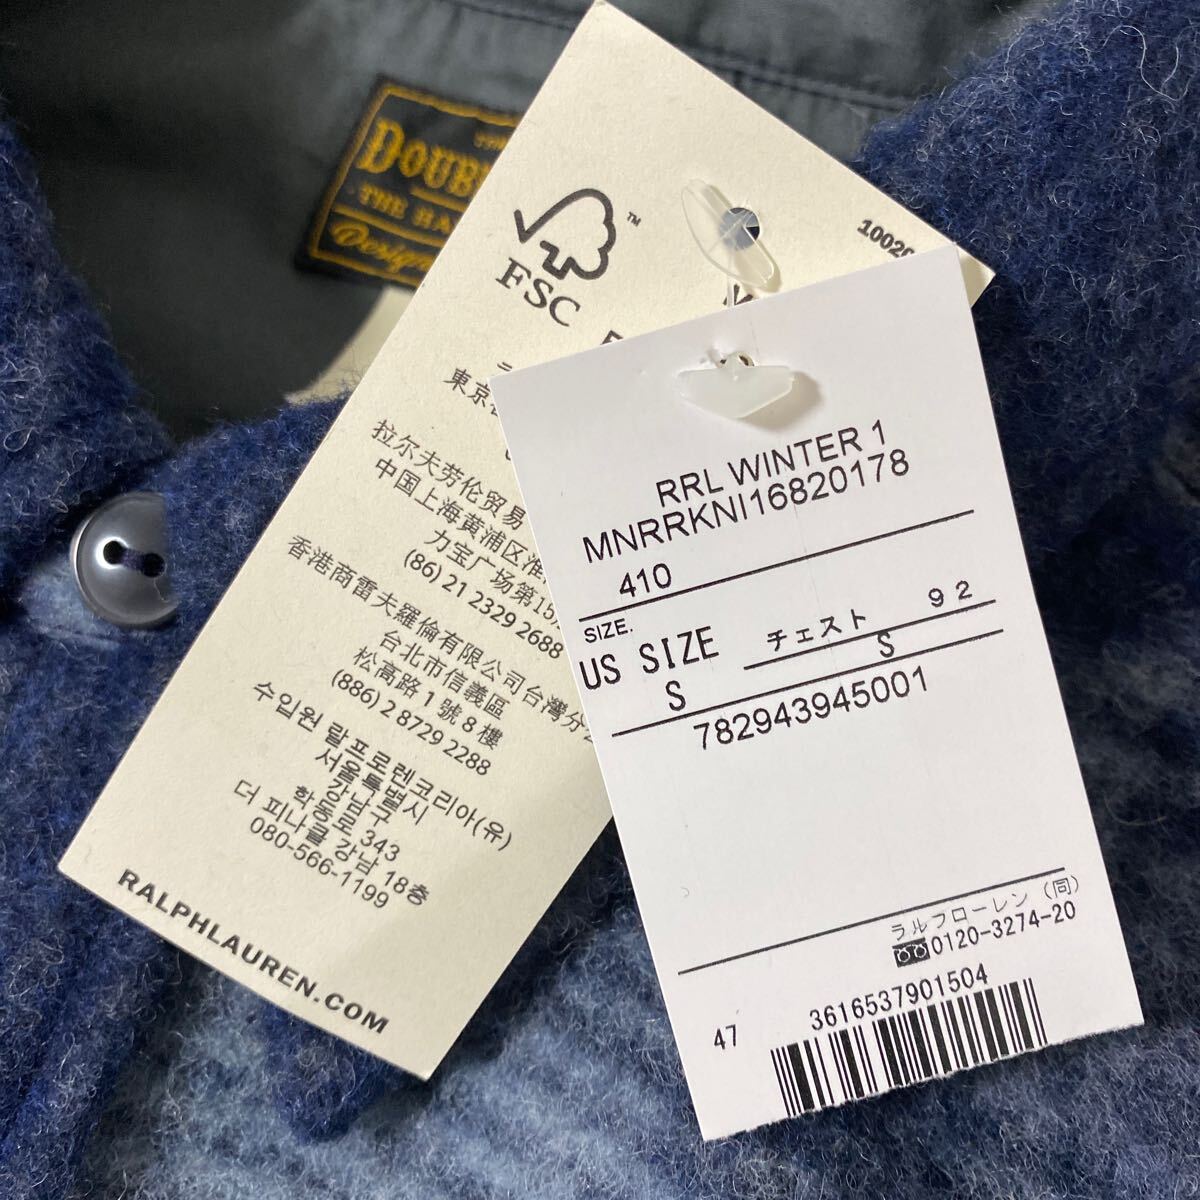 DOUB
THE RA
Design
FSC
™
東京
拉尔夫劳伦贸易
中国上海黄浦区淮
力宝广场第15
(86) 21 2329 2688
香港商雷夫羅倫有限公司台灣分
台北市信義區
松高路1號8樓
(886) 2 8729 2288
수입원 랄프로렌코리아(유)
서울특별시
강남구
학동로 343
더 피나클 강남 18층
080-566-1199
RALPHLAUREN.COM
RRL WINTER 1
MNRRKNI16820178
410
SIZE.
US SIZE チェスト 92
S S
782943945001
ラルフローレン (同)
0120-3274-20
47 3616537901504